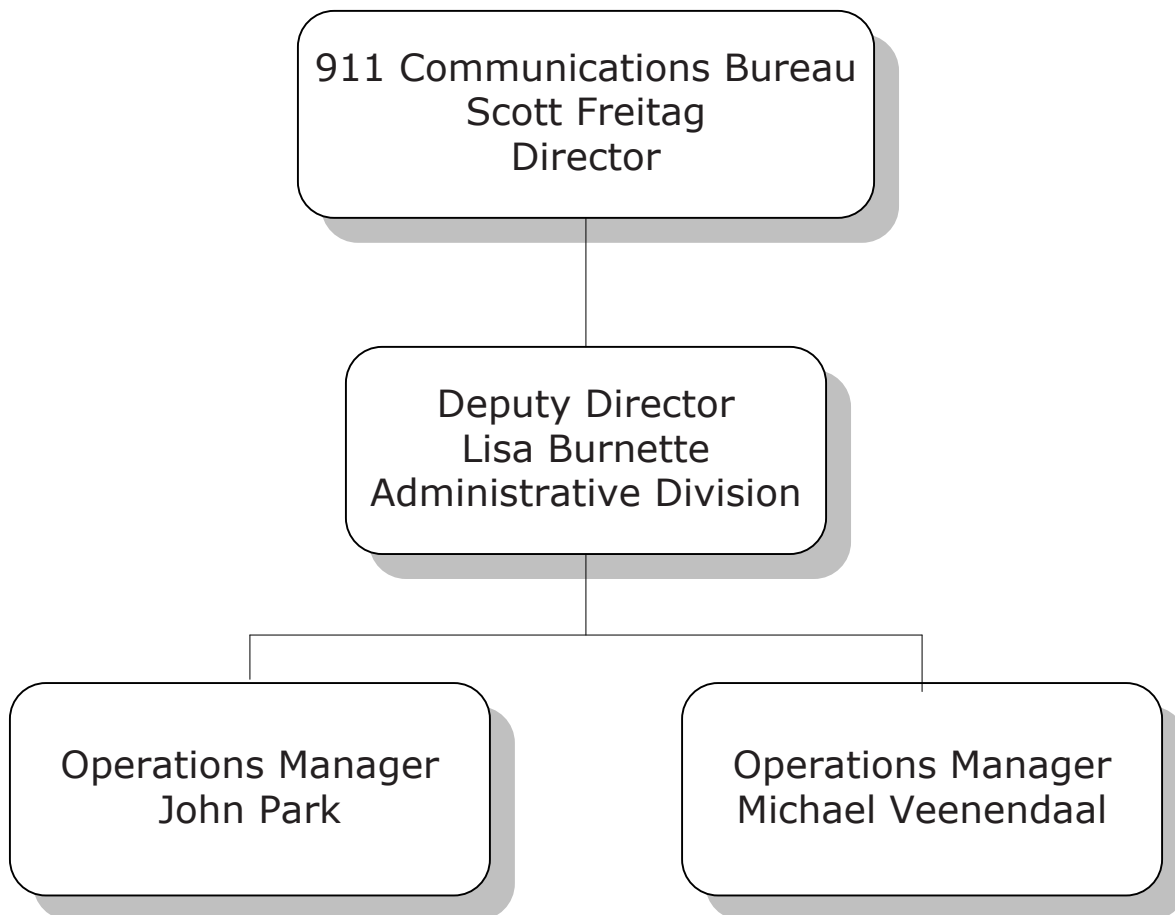 911 Communications Bureau
Scott Freitag
Director
Deputy Director
Lisa Burnette
Administrative Division
Operations Manager
John Park
Operations Manager
Michael Veenendaal